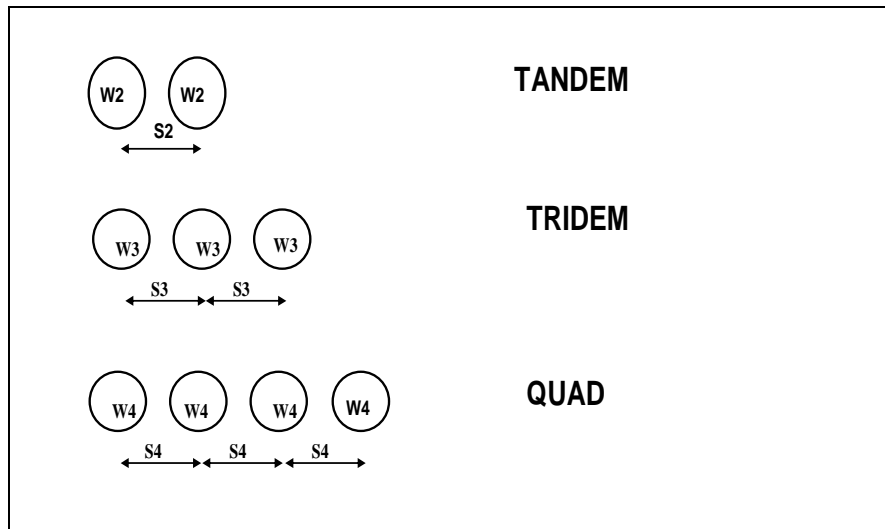 TANDEM
W2 W2
S2
TRIDEM
W3 W3 W3
S3 S3
QUAD
W4 W4 W4 W4
S4 S4 S4